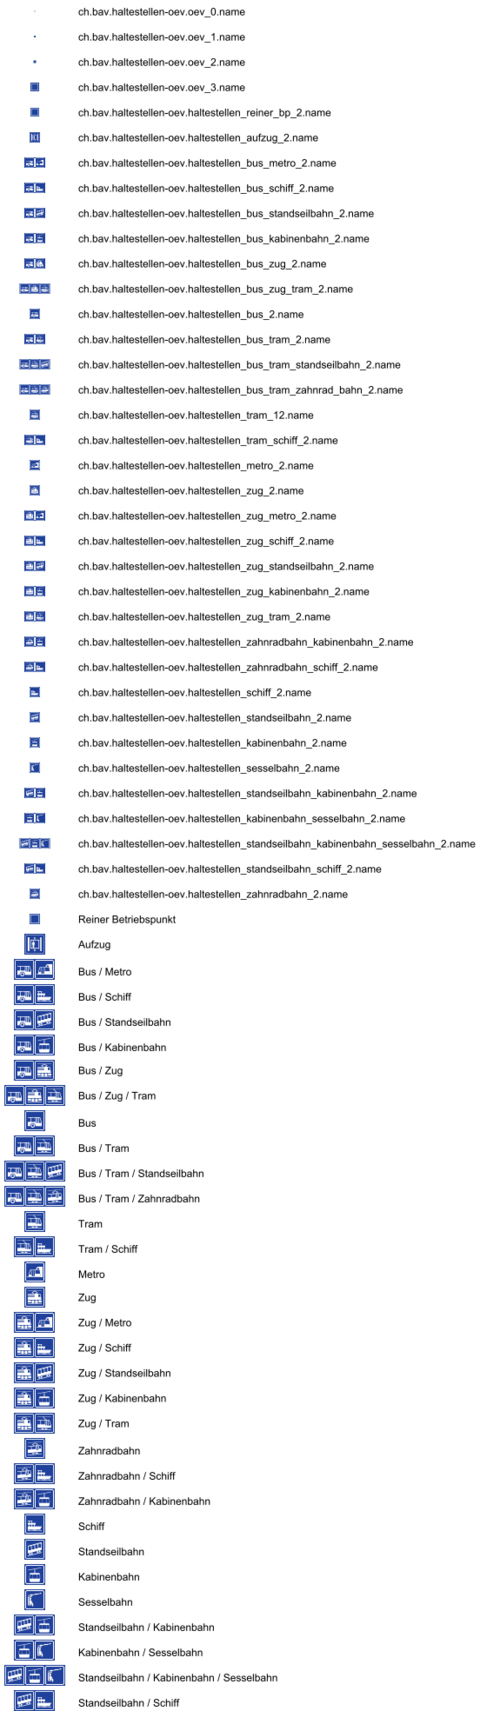 ch.bav.haltestellen-oev.oev_0.name
ch.bav.haltestellen-oev.oev_1.name
ch.bav.haltestellen-oev.oev_2.name
ch.bav.haltestellen-oev.oev_3.name
ch.bav.haltestellen-oev.haltestellen_reiner_bp_2.name
ch.bav.haltestellen-oev.haltestellen_aufzug_2.name
ch.bav.haltestellen-oev.haltestellen_bus_metro_2.name
ch.bav.haltestellen-oev.haltestellen_bus_schiff_2.name
ch.bav.haltestellen-oev.haltestellen_bus_standseilbahn_2.name
ch.bav.haltestellen-oev.haltestellen_bus_kabinenbahn_2.name
ch.bav.haltestellen-oev.haltestellen_bus_zug_2.name
ch.bav.haltestellen-oev.haltestellen_bus_zug_tram_2.name
ch.bav.haltestellen-oev.haltestellen_bus_2.name
ch.bav.haltestellen-oev.haltestellen_bus_tram_2.name
ch.bav.haltestellen-oev.haltestellen_bus_tram_standseilbahn_2.name
ch.bav.haltestellen-oev.haltestellen_bus_tram_zahnrad_bahn_2.name
ch.bav.haltestellen-oev.haltestellen_tram_12.name
ch.bav.haltestellen-oev.haltestellen_tram_schiff_2.name
ch.bav.haltestellen-oev.haltestellen_metro_2.name
ch.bav.haltestellen-oev.haltestellen_zug_2.name
ch.bav.haltestellen-oev.haltestellen_zug_metro_2.name
ch.bav.haltestellen-oev.haltestellen_zug_schiff_2.name
ch.bav.haltestellen-oev.haltestellen_zug_standseilbahn_2.name
ch.bav.haltestellen-oev.haltestellen_zug_kabinenbahn_2.name
ch.bav.haltestellen-oev.haltestellen_zug_tram_2.name
ch.bav.haltestellen-oev.haltestellen_zahnradbahn_kabinenbahn_2.name
ch.bav.haltestellen-oev.haltestellen_zahnradbahn_schiff_2.name
ch.bav.haltestellen-oev.haltestellen_schiff_2.name
ch.bav.haltestellen-oev.haltestellen_standseilbahn_2.name
ch.bav.haltestellen-oev.haltestellen_kabinenbahn_2.name
ch.bav.haltestellen-oev.haltestellen_sesselbahn_2.name
ch.bav.haltestellen-oev.haltestellen_standseilbahn_kabinenbahn_2.name
ch.bav.haltestellen-oev.haltestellen_kabinenbahn_sesselbahn_2.name
ch.bav.haltestellen-oev.haltestellen_standseilbahn_kabinenbahn_sesselbahn_2.name
ch.bav.haltestellen-oev.haltestellen_standseilbahn_schiff_2.name
ch.bav.haltestellen-oev.haltestellen_zahnradbahn_2.name
Reiner Betriebspunkt
Aufzug
Bus / Metro
Bus / Schiff
Bus / Standseilbahn
Bus / Kabinenbahn
Bus / Zug
Bus / Zug / Tram
Bus
Bus / Tram
Bus / Tram / Standseilbahn
Bus / Tram / Zahnradbahn
Tram
Tram / Schiff
Metro
Zug
Zug / Metro
Zug / Schiff
Zug / Standseilbahn
Zug / Kabinenbahn
Zug / Tram
Zahnradbahn
Zahnradbahn / Schiff
Zahnradbahn / Kabinenbahn
Schiff
Standseilbahn
Kabinenbahn
Sesselbahn
Standseilbahn / Kabinenbahn
Kabinenbahn / Sesselbahn
Standseilbahn / Kabinenbahn / Sesselbahn
Standseilbahn / Schiff